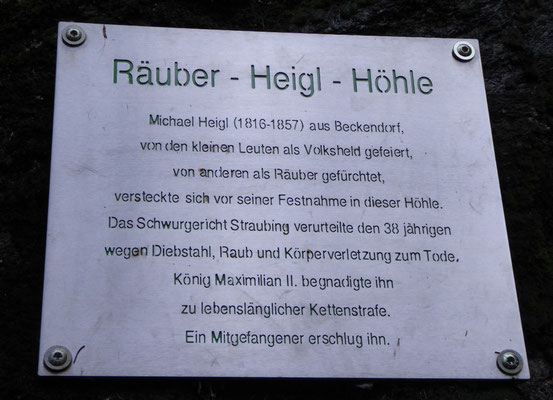 Räuber - Heigl - Höhle
Michael Heigl (1816-1857) aus Beckendorf,
von den kleinen Leuten als Volksheld gefeiert,
von anderen als Räuber gefürchtet,
versteckte sich vor seiner Festnahme in dieser Höhle.
Das Schwurgericht Straubing verurteilte den 38 jährigen
wegen Diebstahl, Raub und Körperverletzung zum Tode.
König Maximilian II. begnadigte ihn
zu lebenslänglicher Kettenstrafe.
Ein Mitgefangener erschlug ihn.